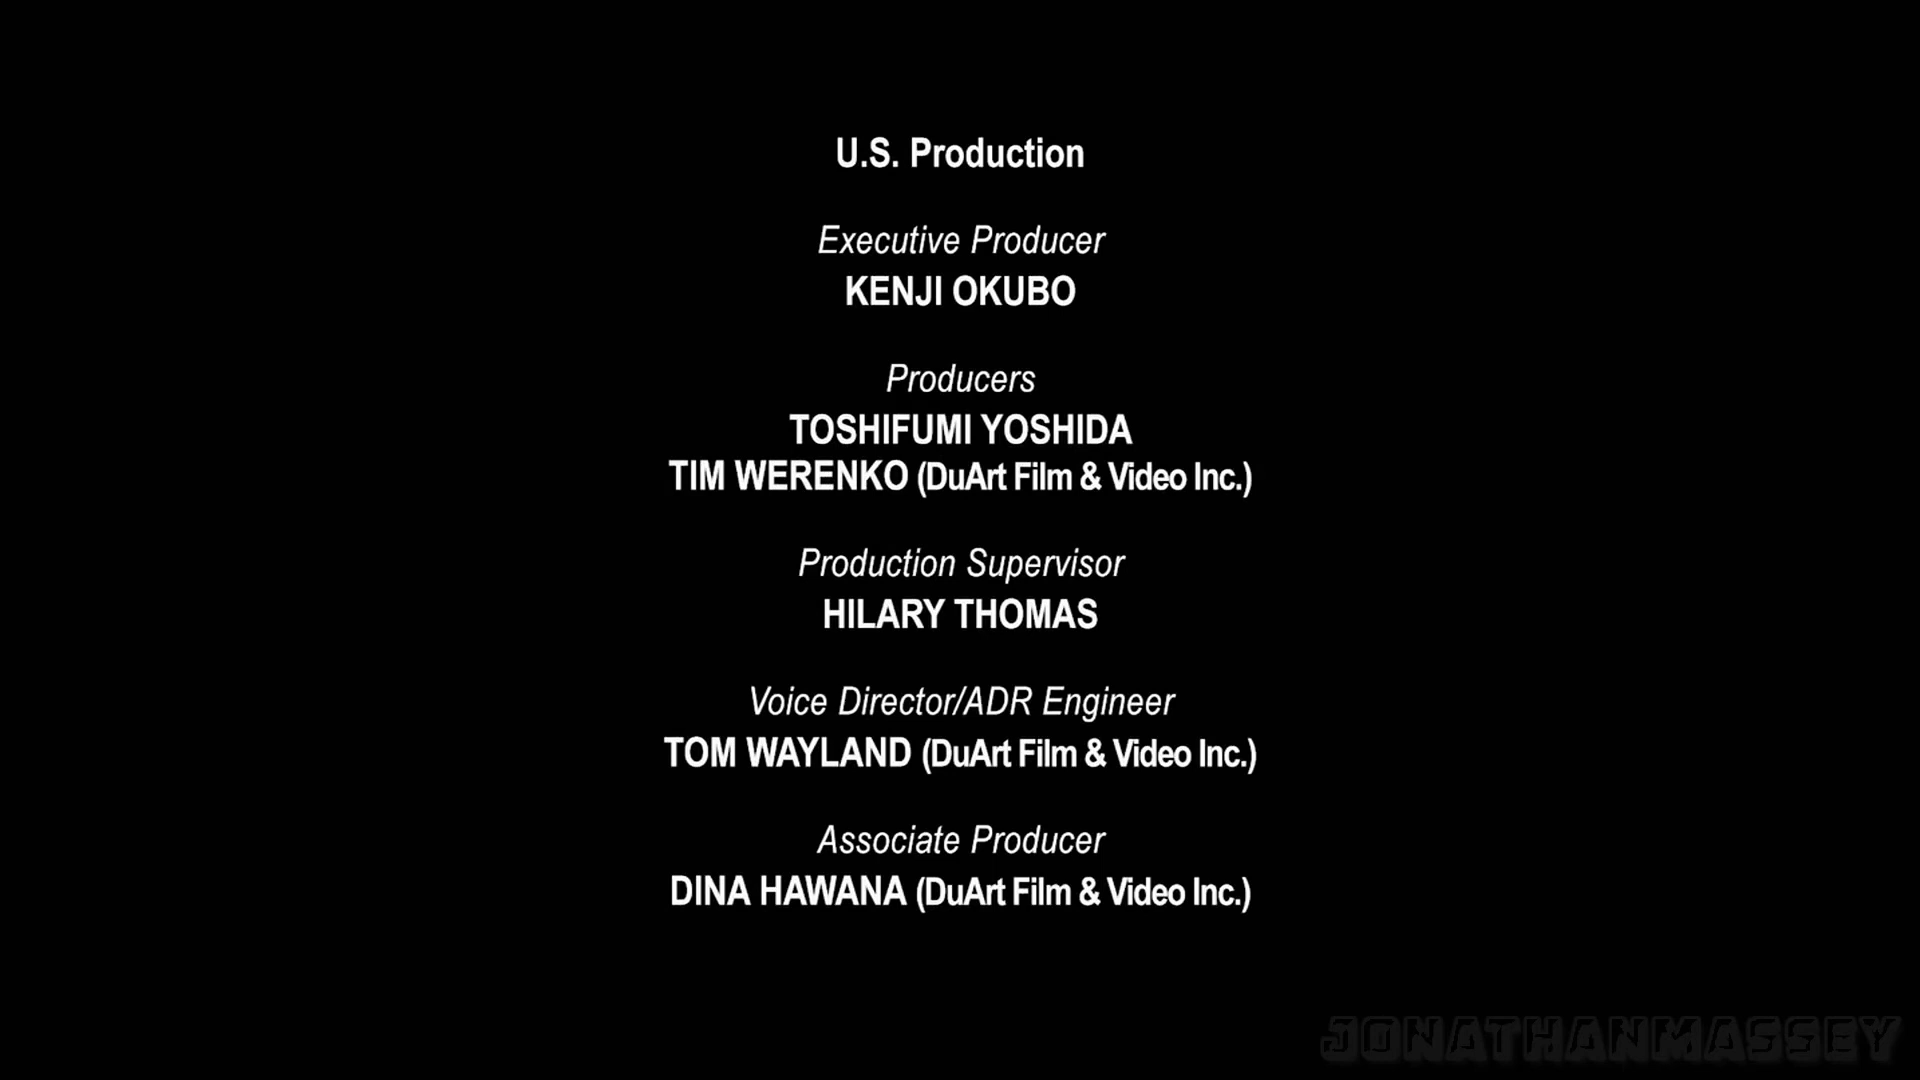 U.S. Production
Executive Producer
KENJI OKUBO
Producers
TOSHIFUMI YOSHIDA
TIM WERENKO (DuArt Film & Video Inc.)
Production Supervisor
HILARY THOMAS
Voice Director/ADR Engineer
TOM WAYLAND (DuArt Film & Video Inc.)
Associate Producer
DINA HAWANA (DuArt Film & Video Inc.)
JONATHANMASSEY